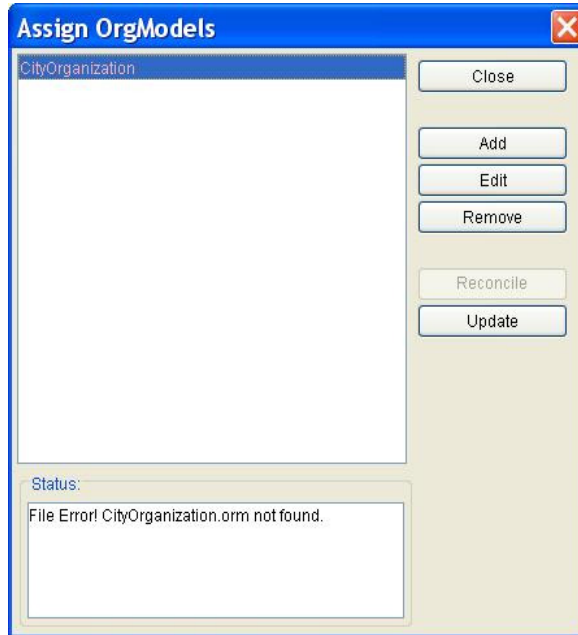 Assign OrgModels
CityOrganization
Close
Add
Edit
Remove
Reconcile
Update
Status:
File Error! CityOrganization.orm not found.